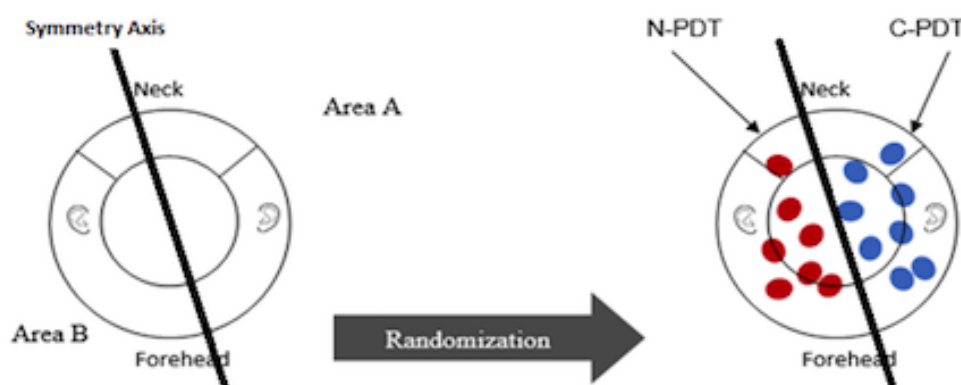 Symmetry Axis
Neck
Area A
Area B
Forehead
Randomization
N-PDT
C-PDT
Neck
Forehead